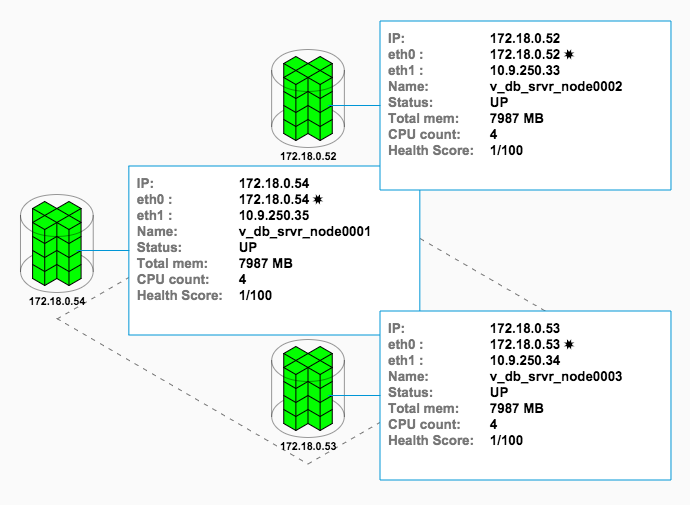 IP: 172.18.0.52
eth0 : 172.18.0.52 ✷
eth1 : 10.9.250.33
Name: v_db_srvr_node0002
Status: UP
Total mem: 7987 MB
CPU count: 4
Health Score: 1/100
172.18.0.52
IP: 172.18.0.54
eth0 : 172.18.0.54 ✷
eth1 : 10.9.250.35
Name: v_db_srvr_node0001
Status: UP
Total mem: 7987 MB
CPU count: 4
Health Score: 1/100
172.18.0.54
IP: 172.18.0.53
eth0 : 172.18.0.53 ✷
eth1 : 10.9.250.34
Name: v_db_srvr_node0003
Status: UP
Total mem: 7987 MB
CPU count: 4
Health Score: 1/100
172.18.0.53